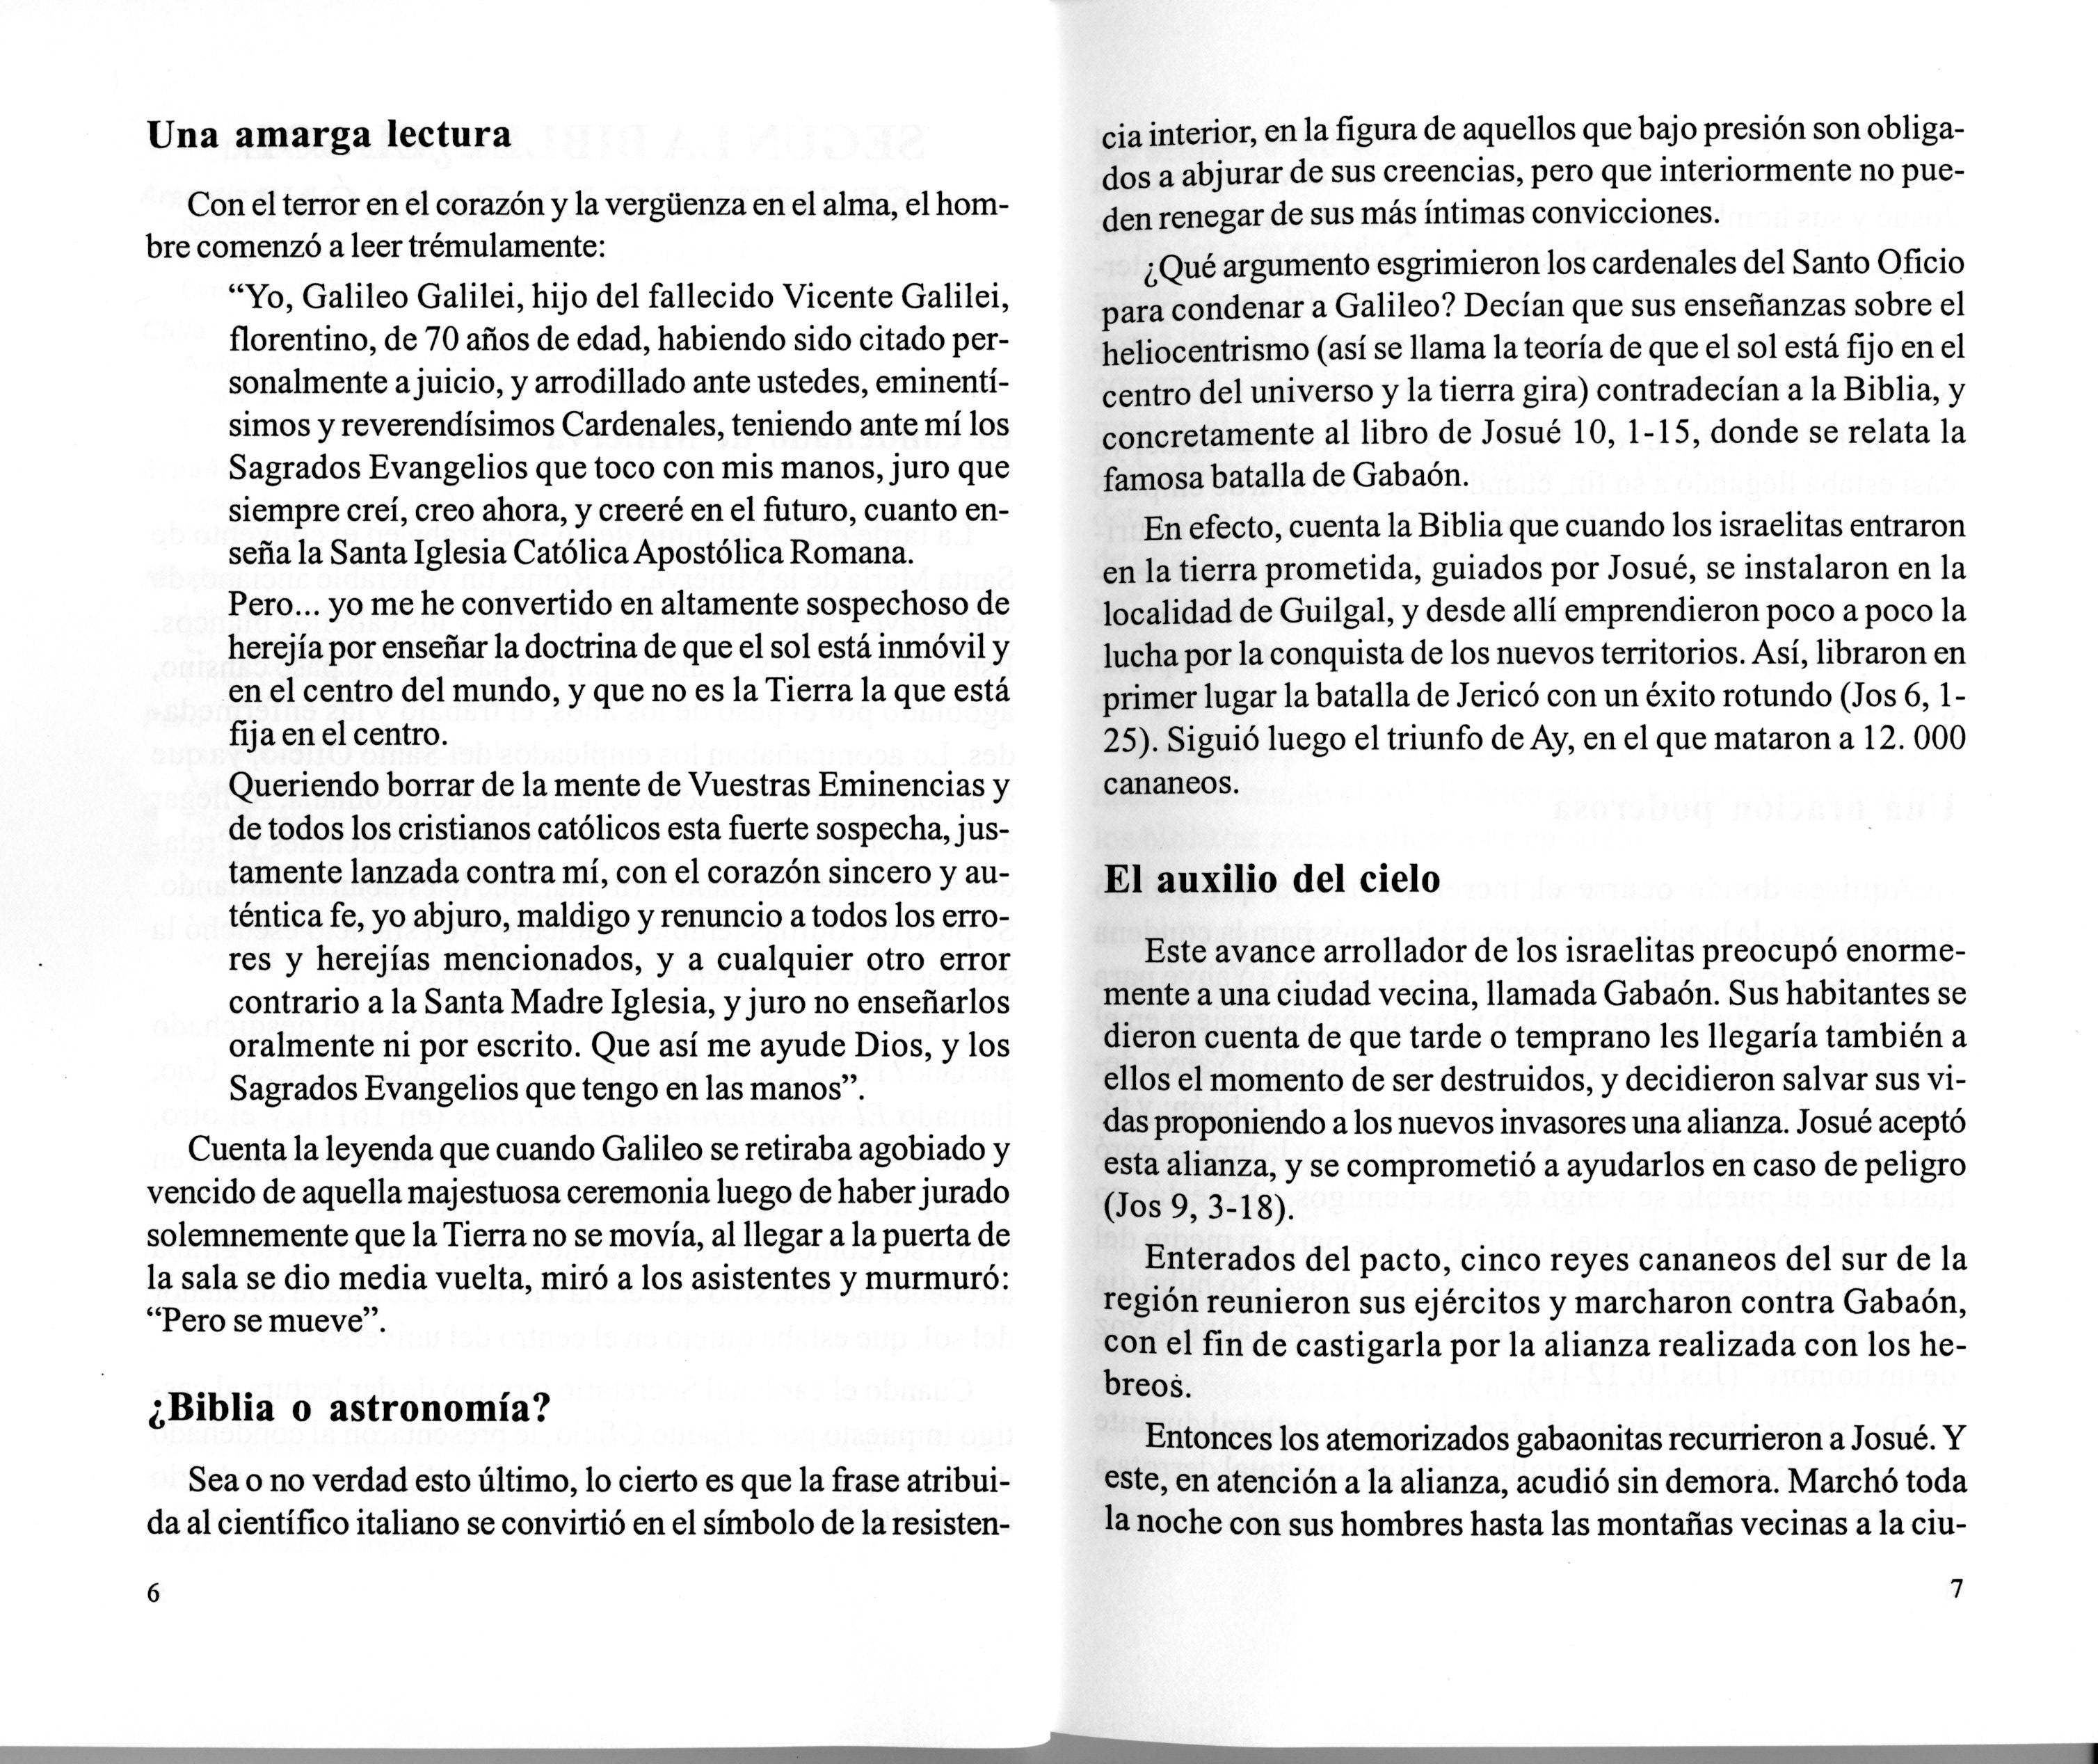 Una amarga lectura
Con el terror en el corazón y la vergüenza en el alma, el hom-
bre comenzó a leer trémulamente:
“Yo, Galileo Galilei, hijo del fallecido Vicente Galilei,
florentino, de 70 años de edad, habiendo sido citado per-
sonalmente a juicio, y arrodillado ante ustedes, eminentí-
simos y reverendísimos Cardenales, teniendo ante mí los
Sagrados Evangelios que toco con mis manos, juro que
siempre creí, creo ahora, y creeré en el futuro, cuanto en-
seña la Santa Iglesia Católica Apostólica Romana.
Pero... yo me he convertido en altamente sospechoso de
herejía por enseñar la doctrina de que el sol está inmóvil y
en el centro del mundo, y que no es la Tierra la que está
fija en el centro.
Queriendo borrar de la mente de Vuestras Eminencias y
de todos los cristianos católicos esta fuerte sospecha, jus-
tamente lanzada contra mí, con el corazón sincero y au-
téntica fe, yo abjuro, maldigo y renuncio a todos los erro-
res y herejías mencionados, y a cualquier otro error
contrario a la Santa Madre Iglesia, y juro no enseñarlos
oralmente ni por escrito. Que así me ayude Dios, y los
Sagrados Evangelios que tengo en las manos”.
Cuenta la leyenda que cuando Galileo se retiraba agobiado y
vencido de aquella majestuosa ceremonia luego de haber jurado
solemnemente que la Tierra no se movía, al llegar a la puerta de
la sala se dio media vuelta, miró a los asistentes y murmuró:
“Pero se mueve”.
¿Biblia o astronomía?
Sea o no verdad esto último, lo cierto es que la frase atribui-
da al científico italiano se convirtió en el símbolo de la resisten-
6
cia interior, en la figura de aquellos que bajo presión son obliga-
dos a abjurar de sus creencias, pero que interiormente no pue-
den renegar de sus más íntimas convicciones.
¿Qué argumento esgrimieron los cardenales del Santo Oficio
para condenar a Galileo? Decían que sus enseñanzas sobre el
heliocentrismo (así se llama la teoría de que el sol está fijo en el
centro del universo y la tierra gira) contradecían a la Biblia, y
concretamente al libro de Josué 10, 1-15, donde se relata la
famosa batalla de Gabaón.
En efecto, cuenta la Biblia que cuando los israelitas entraron
en la tierra prometida, guiados por Josué, se instalaron en la
localidad de Guilgal, y desde allí emprendieron poco a poco la
lucha por la conquista de los nuevos territorios. Así, libraron en
primer lugar la batalla de Jericó con un éxito rotundo (Jos 6, 1-
25). Siguió luego el triunfo de Ay, en el que mataron a 12. 000
cananeos.
El auxilio del cielo
Este avance arrollador de los israelitas preocupó enorme-
mente a una ciudad vecina, llamada Gabaón. Sus habitantes se
dieron cuenta de que tarde o temprano les llegaría también a
ellos el momento de ser destruidos, y decidieron salvar sus vi-
das proponiendo a los nuevos invasores una alianza. Josué aceptó
esta alianza, y se comprometió a ayudarlos en caso de peligro
(Jos 9, 3-18).
Enterados del pacto, cinco reyes cananeos del sur de la
región reunieron sus ejércitos y marcharon contra Gabaón,
con el fin de castigarla por la alianza realizada con los he-
breos.
Entonces los atemorizados gabaonitas recurrieron a Josué. Y
este, en atención a la alianza, acudió sin demora. Marchó toda
la noche con sus hombres hasta las montañas vecinas a la ciu-
7